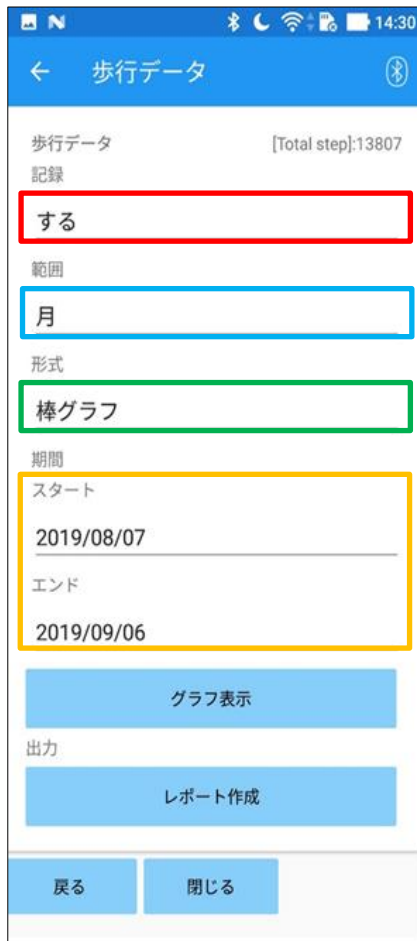 14:30
歩行データ
歩行データ [Total step]:13807
記録
する
範囲
月
形式
棒グラフ
期間
スタート
2019/08/07
エンド
2019/09/06
グラフ表示
出力
レポート作成
戻る 閉じる